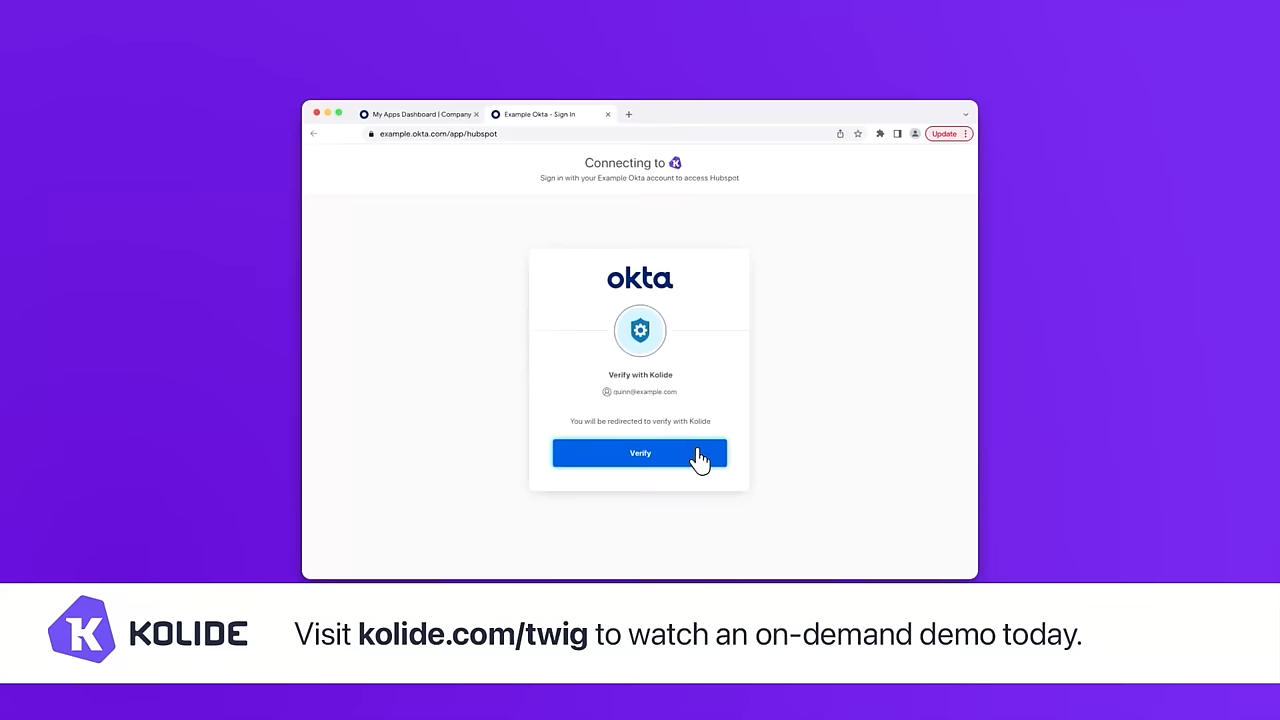 My Apps Dashboard | Company
Example Okta - Sign In
example.okta.com/app/hubspot
Update
Connecting to K
Sign in with your Example Okta account to access Hubspot
okta
Verify with Kolide
quinn@example.com
You will be redirected to verify with Kolide
Verify
K KOLIDE
Visit kolide.com/twig to watch an on-demand demo today.